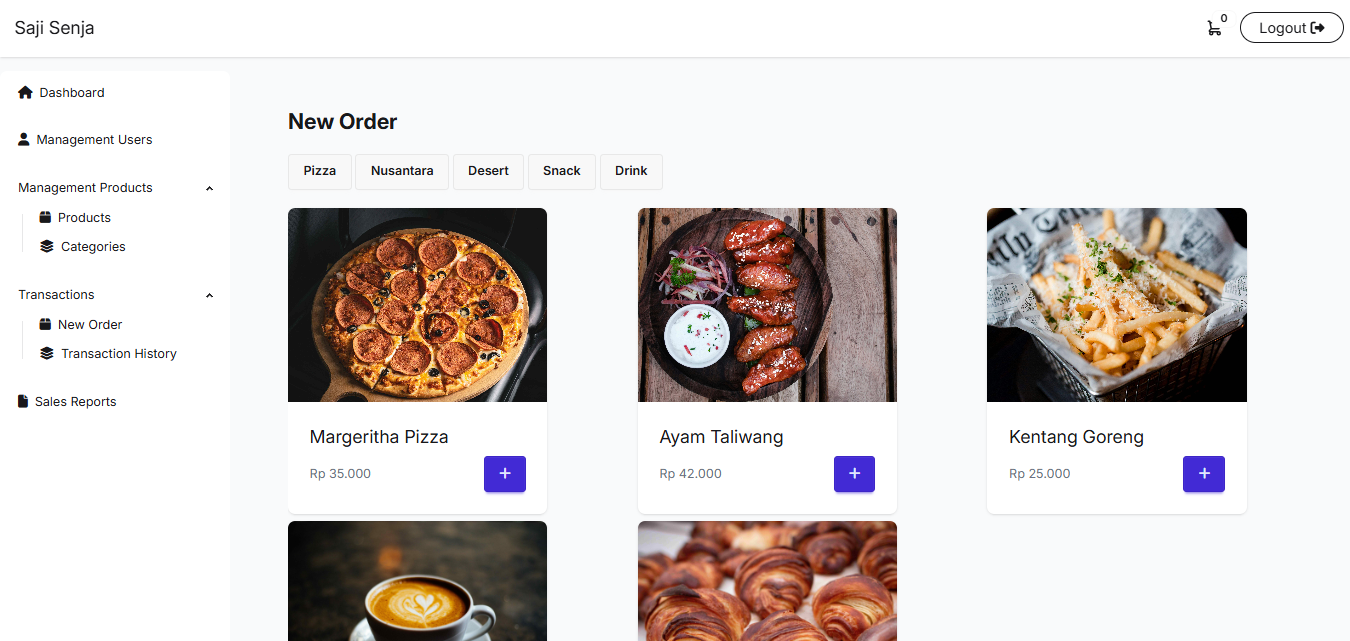 Saji Senja
0
Logout
Dashboard
Management Users
Management Products
Products
Categories
Transactions
New Order
Transaction History
Sales Reports
New Order
Pizza
Nusantara
Desert
Snack
Drink
Margeritha Pizza
Rp 35.000
+
Ayam Taliwang
Rp 42.000
+
Kentang Goreng
Rp 25.000
+